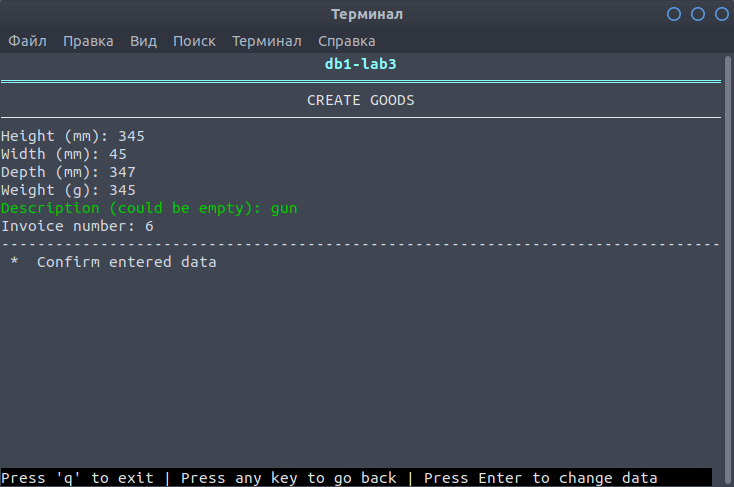 Терминал
Файл Правка Вид Поиск Терминал Справка
db1-lab3
CREATE GOODS
Height (mm): 345
Width (mm): 45
Depth (mm): 347
Weight (g): 345
Description (could be empty): gun
Invoice number: 6
--------------------------------------------------------------------------------
* Confirm entered data
Press 'q' to exit | Press any key to go back | Press Enter to change data